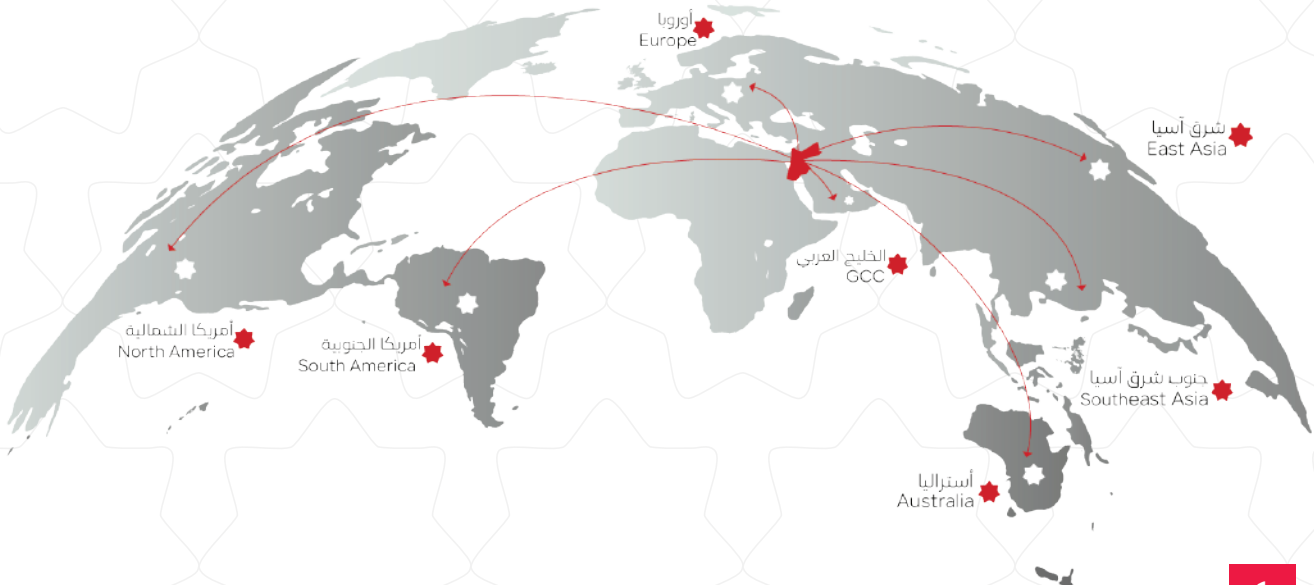 أوروبا
Europe
شرق آسيا
East Asia
الخليج العربي
GCC
أمريكا الشمالية
North America
أمريكا الجنوبية
South America
جنوب شرق آسيا
Southeast Asia
أستراليا
Australia